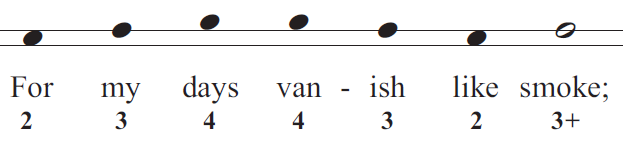 For my days van - ish like smoke;
2 3 4 4 3 2 3+